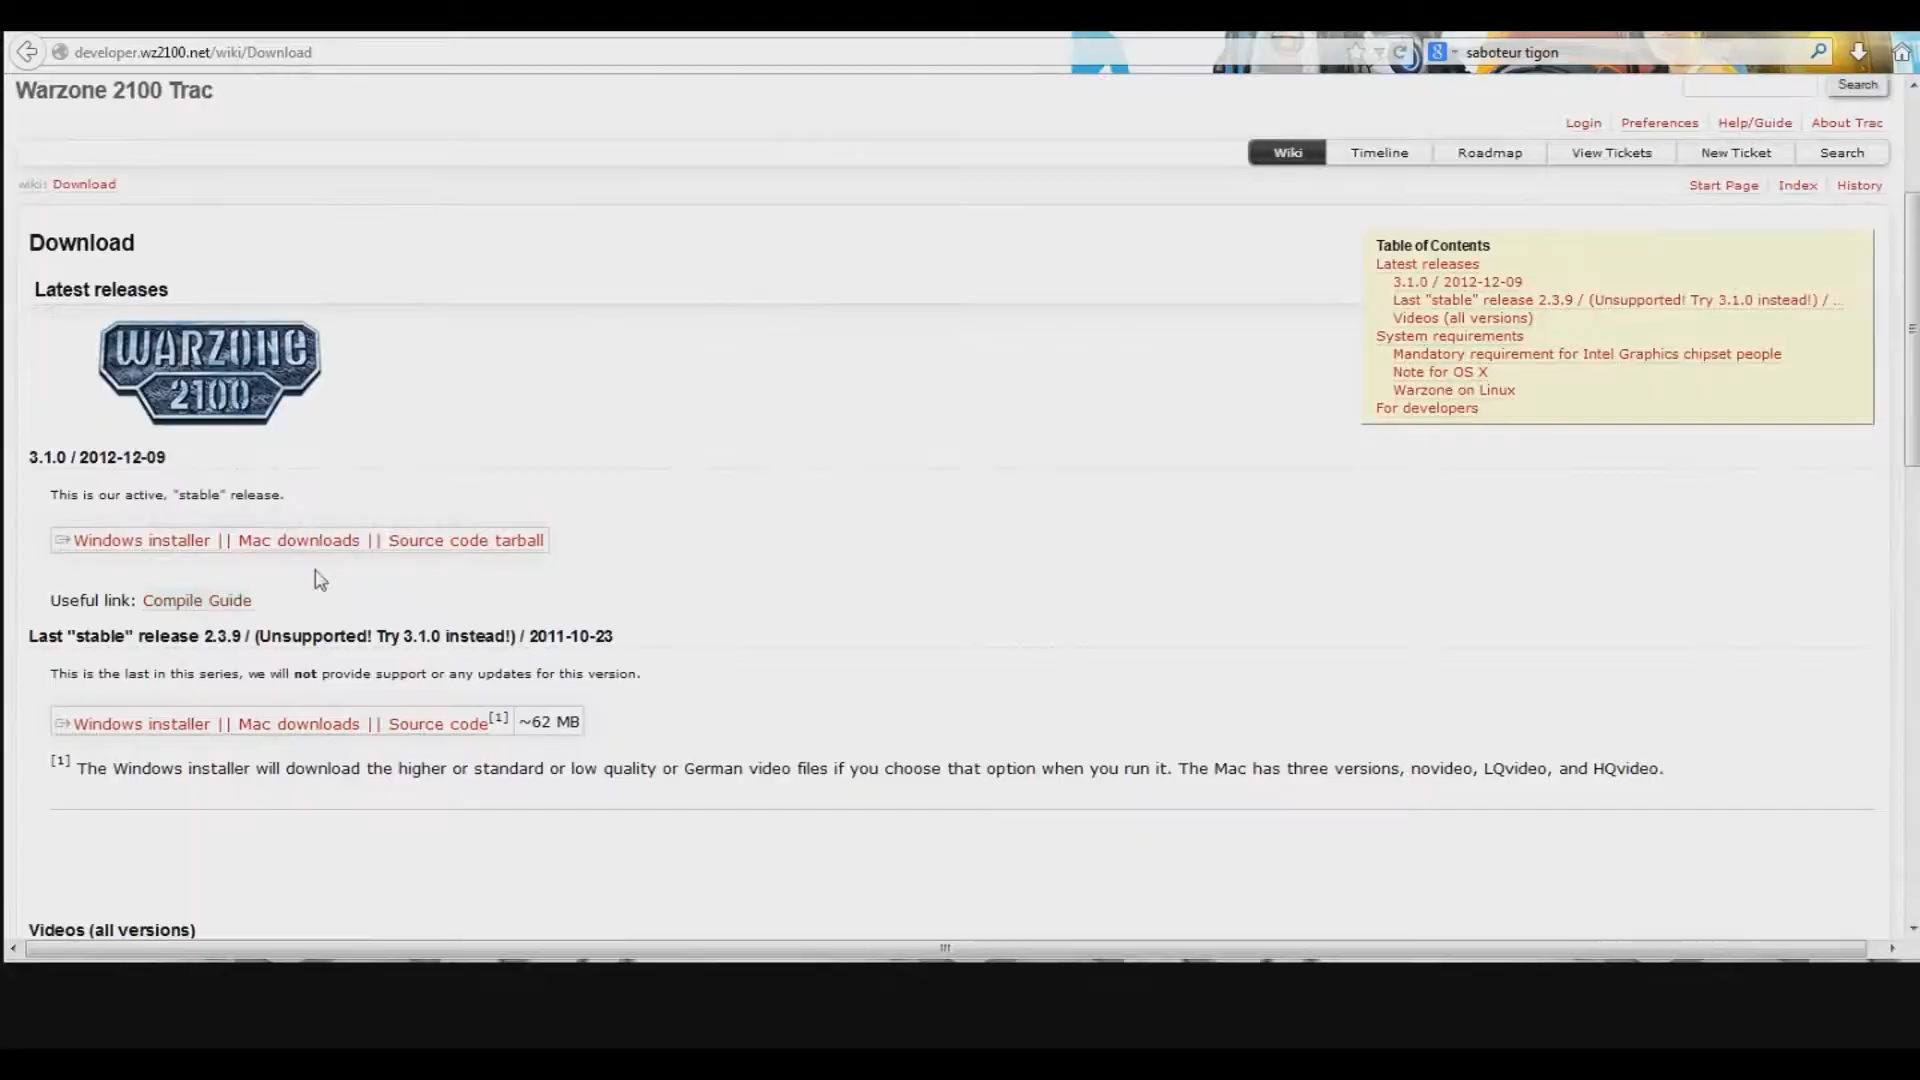 developer.wz2100.net/wiki/Download
saboteur tigon
Warzone 2100 Trac
Search
Login Preferences Help/Guide About Trac
Wiki Timeline Roadmap View Tickets New Ticket Search
wiki: Download
Start Page Index History
Download
Latest releases
WARZONE
2100
3.1.0 / 2012-12-09
This is our active, "stable" release.
Windows installer || Mac downloads || Source code tarball
Useful link: Compile Guide
Last "stable" release 2.3.9 / (Unsupported! Try 3.1.0 instead!) / 2011-10-23
This is the last in this series, we will not provide support or any updates for this version.
Windows installer || Mac downloads || Source code[1] ~62 MB
[1] The Windows installer will download the higher or standard or low quality or German video files if you choose that option when you run it. The Mac has three versions, novideo, LQvideo, and HQvideo.
Videos (all versions)
Table of Contents
Latest releases
3.1.0 / 2012-12-09
Last "stable" release 2.3.9 / (Unsupported! Try 3.1.0 instead!) / ...
Videos (all versions)
System requirements
Mandatory requirement for Intel Graphics chipset people
Note for OS X
Warzone on Linux
For developers